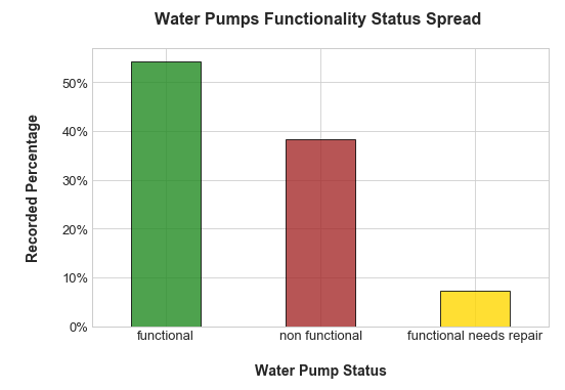 Water Pumps Functionality Status Spread
Recorded Percentage
50%
40%
30%
20%
10%
0%
functional
non functional
functional needs repair
Water Pump Status